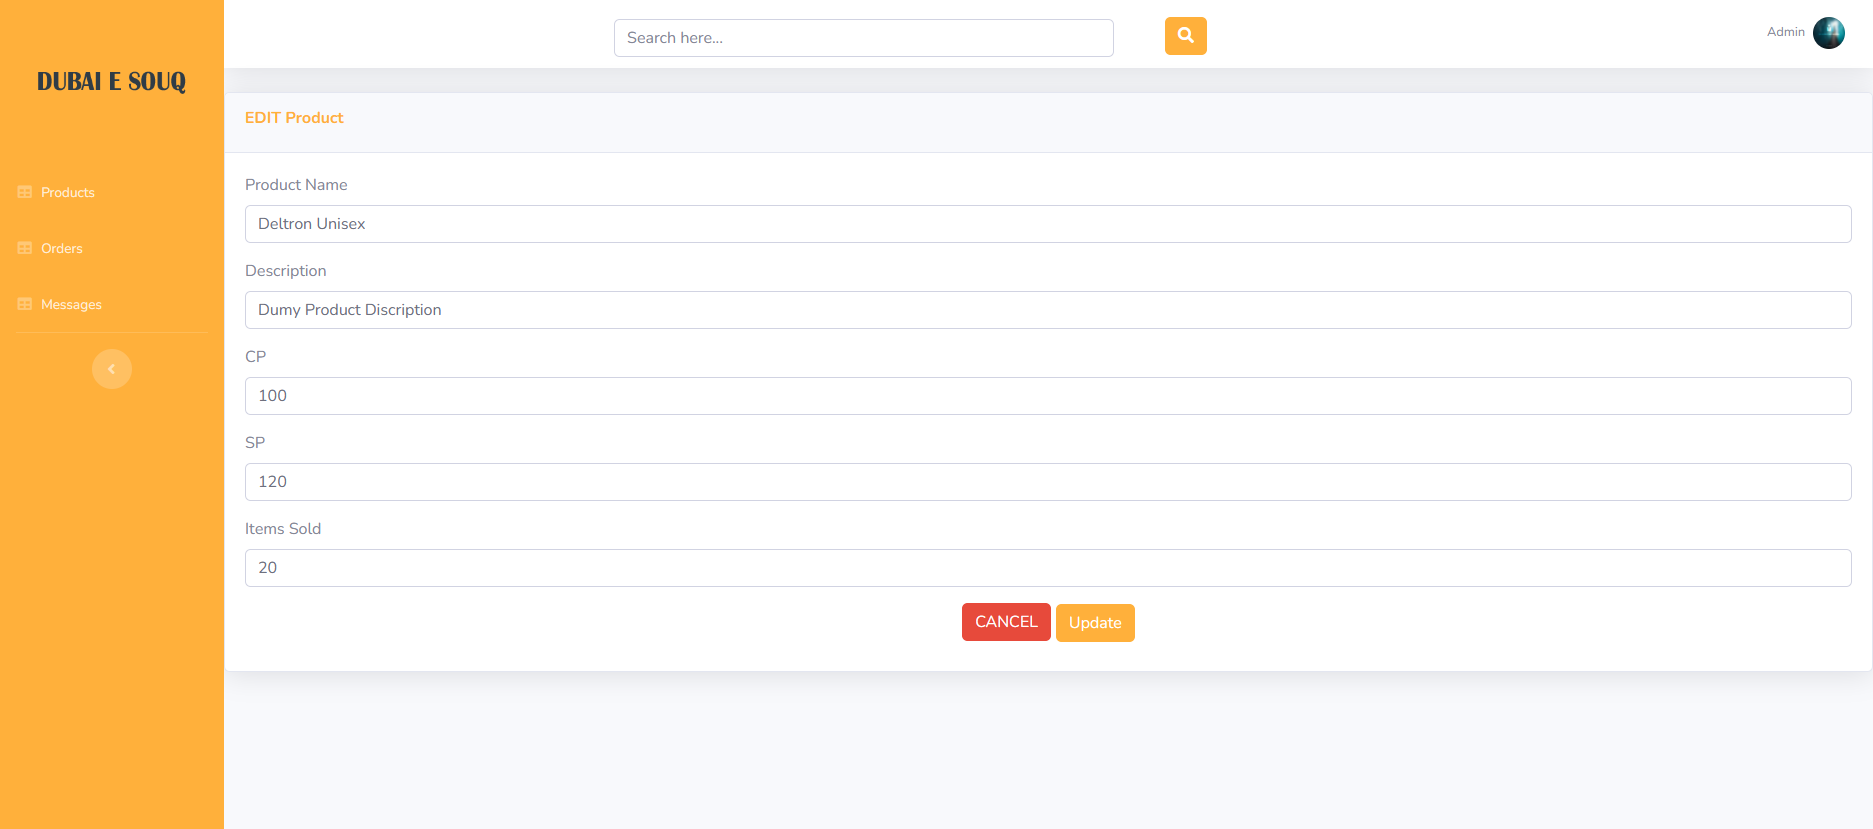 DUBAI E SOUQ
Products
Orders
Messages
Search here...
Admin
EDIT Product
Product Name
Deltron Unisex
Description
Dumy Product Discription
CP
100
SP
120
Items Sold
20
CANCEL Update